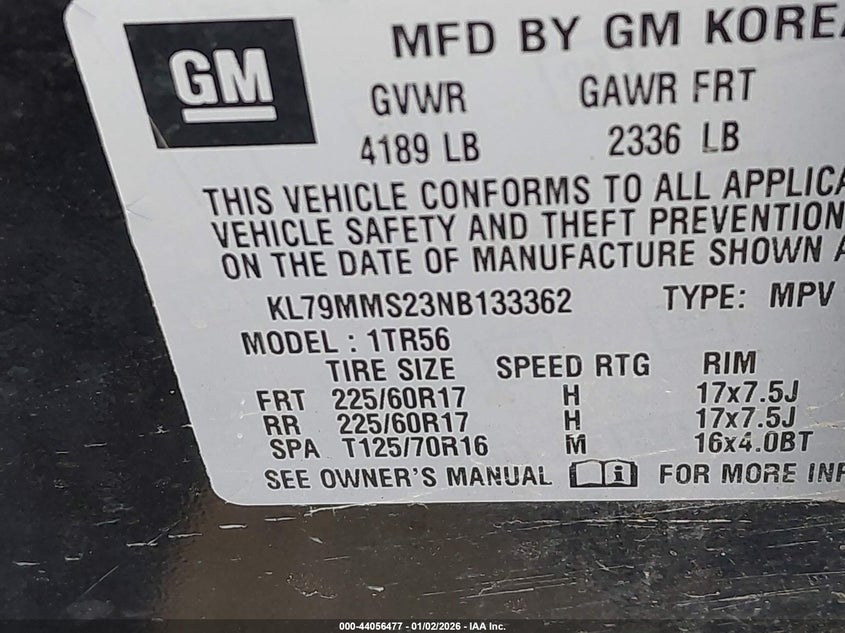 GM
MFD BY GM KOREA
GVWR GAWR FRT
4189 LB 2336 LB
THIS VEHICLE CONFORMS TO ALL APPLICA
VEHICLE SAFETY AND THEFT PREVENTION
ON THE DATE OF MANUFACTURE SHOWN A
KL79MMS23NB133362 TYPE: MPV
MODEL : 1TR56
TIRE SIZE SPEED RTG RIM
FRT 225/60R17 H 17x7.5J
RR 225/60R17 H 17x7.5J
SPA T125/70R16 M 16x4.0BT
SEE OWNER'S MANUAL i FOR MORE INF
000-44056477 - 01/02/2026 - IAA Inc.